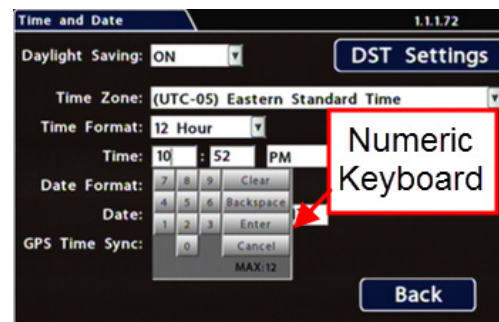 Time and Date 1.1.1.72
Daylight Saving: ON DST Settings
Time Zone: (UTC-05) Eastern Standard Time
Time Format: 12 Hour
Time: 10 : 52 PM
Numeric
Keyboard
Date Format: 7 8 9 Clear
4 5 6 Backspace
Date: 1 2 3 Enter
GPS Time Sync: 0 Cancel
MAX:12
Back